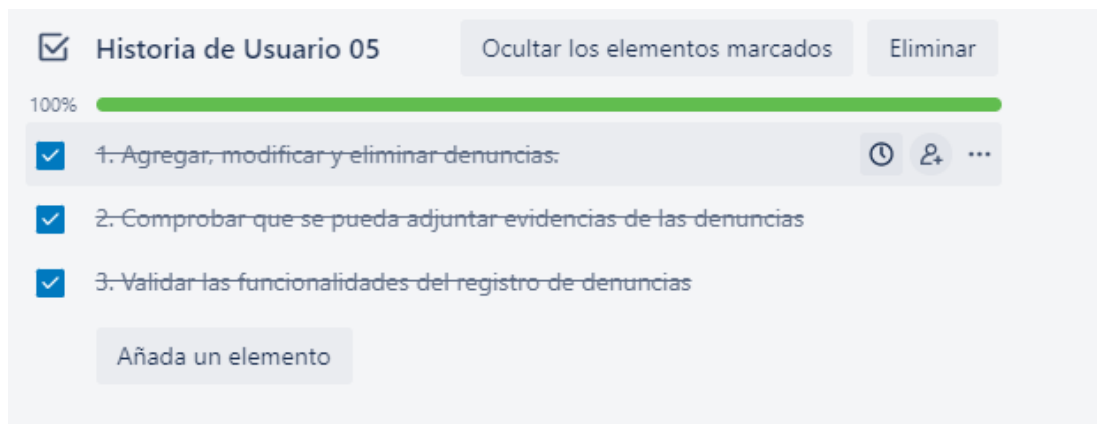 Historia de Usuario 05 Ocultar los elementos marcados Eliminar
100%
1. Agregar, modificar y eliminar denuncias.
2. Comprobar que se pueda adjuntar evidencias de las denuncias
3. Validar las funcionalidades del registro de denuncias
Añada un elemento